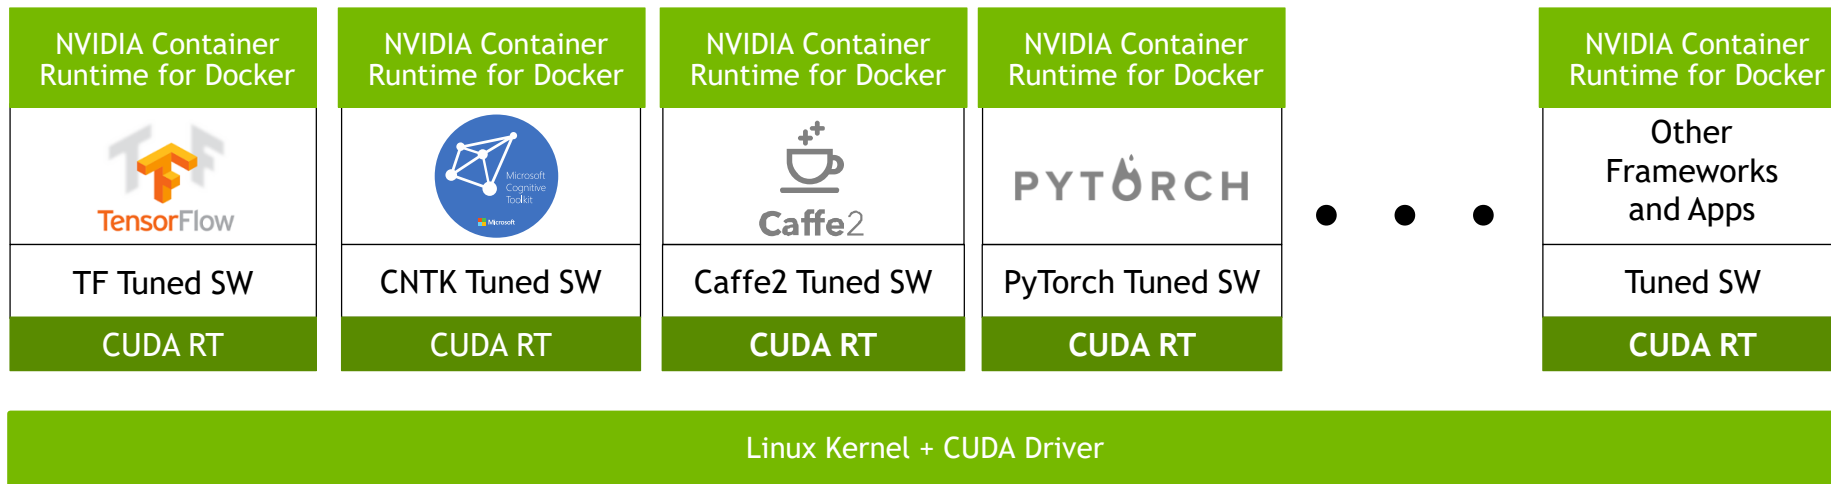 NVIDIA Container
Runtime for Docker
TensorFlow
TF Tuned SW
CUDA RT
NVIDIA Container
Runtime for Docker
Microsoft
Cognitive
Toolkit
Microsoft
CNTK Tuned SW
CUDA RT
NVIDIA Container
Runtime for Docker
Caffe2
Caffe2 Tuned SW
CUDA RT
NVIDIA Container
Runtime for Docker
PYTORCH
PyTorch Tuned SW
CUDA RT
NVIDIA Container
Runtime for Docker
Other
Frameworks
and Apps
Tuned SW
CUDA RT
Linux Kernel + CUDA Driver